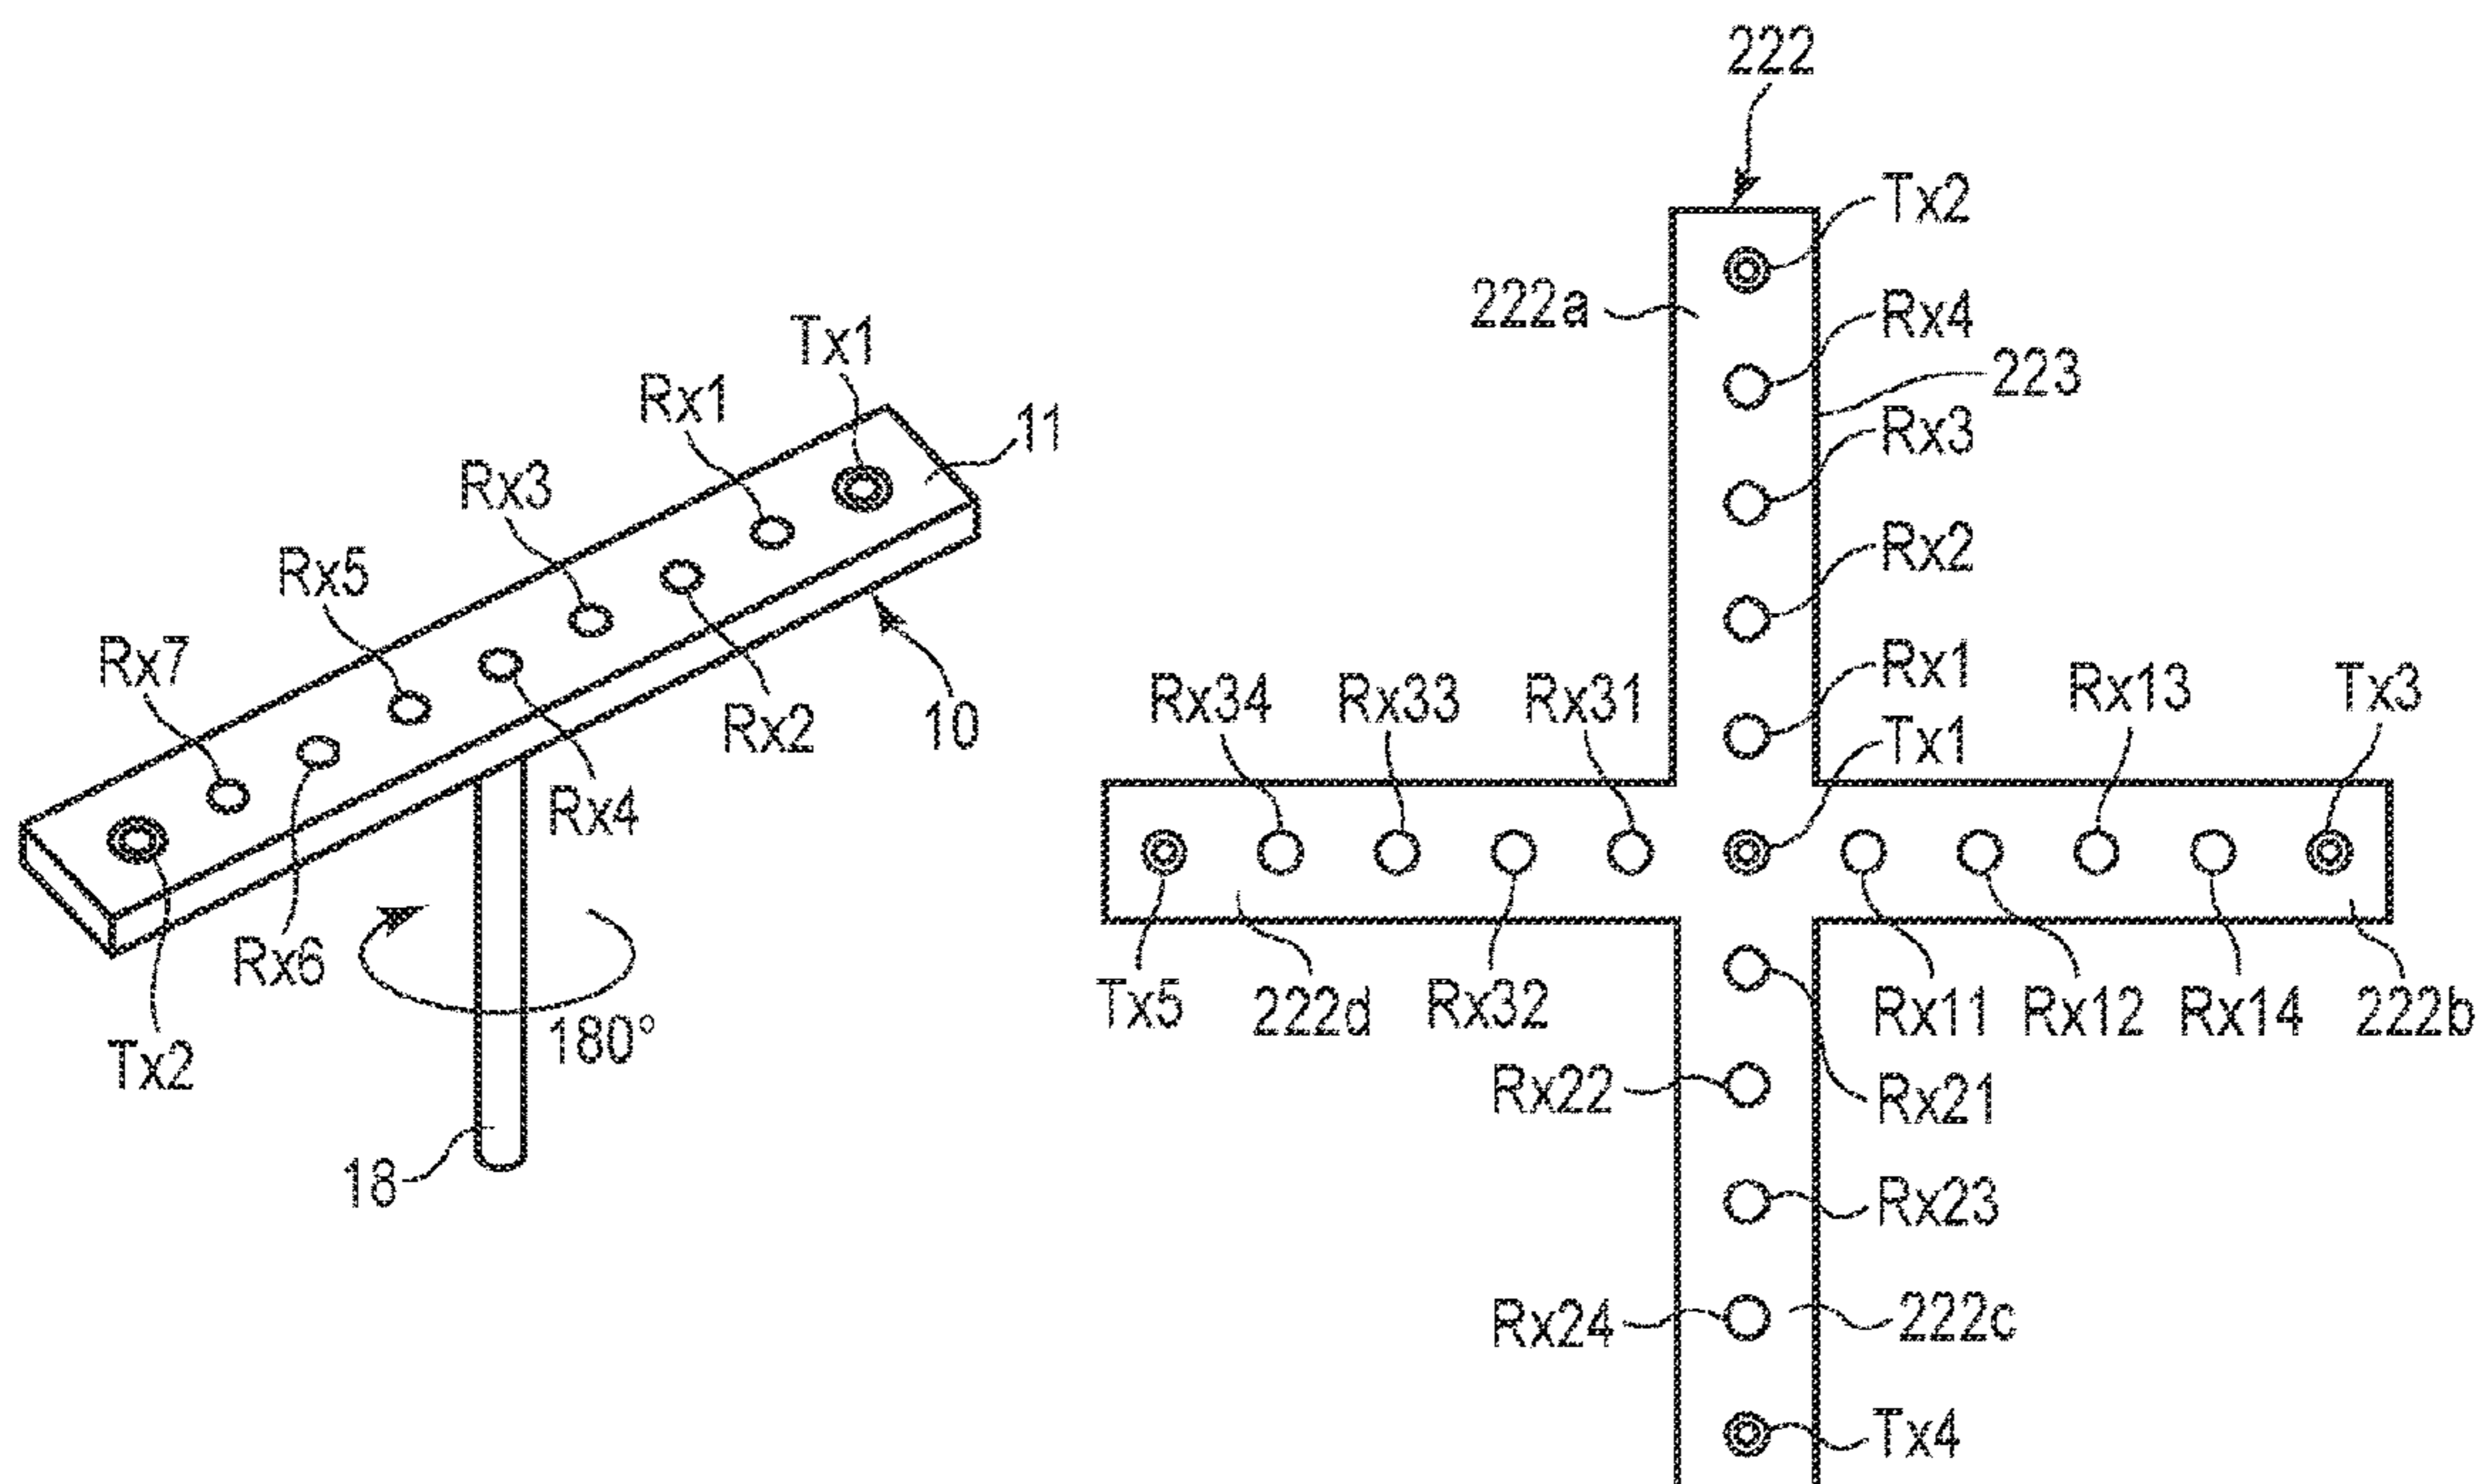 Tx1
Rx1
11
Rx3
Rx5
Rx7
Rx2
10
Rx4
Rx6
180°
Tx2
18
222
Tx2
222a
Rx4
223
Rx3
Rx2
Rx1
Rx34 Rx33 Rx31 Tx1 Rx13 Tx3
Tx5 222d Rx32 Rx11 Rx12 Rx14 222b
Rx22 Rx21
Rx23
Rx24 222c
Tx4